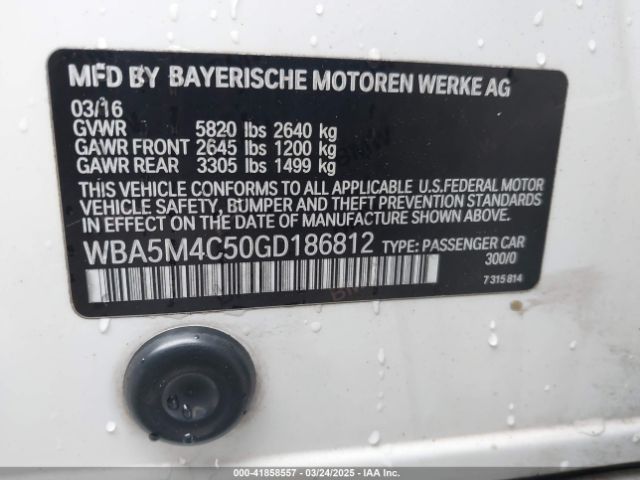 MFD BY BAYERISCHE MOTOREN WERKE AG
03/16
GVWR 5820 lbs 2640 kg
GAWR FRONT 2645 lbs 1200 kg
GAWR REAR 3305 lbs 1499 kg
THIS VEHICLE CONFORMS TO ALL APPLICABLE U.S.FEDERAL MOTOR
VEHICLE SAFETY, BUMPER AND THEFT PREVENTION STANDARDS
IN EFFECT ON THE DATE OF MANUFACTURE SHOWN ABOVE.
WBA5M4C50GD186812 TYPE: PASSENGER CAR
300/0
7 315 814
000-41858557 - 03/24/2025 - IAA Inc.